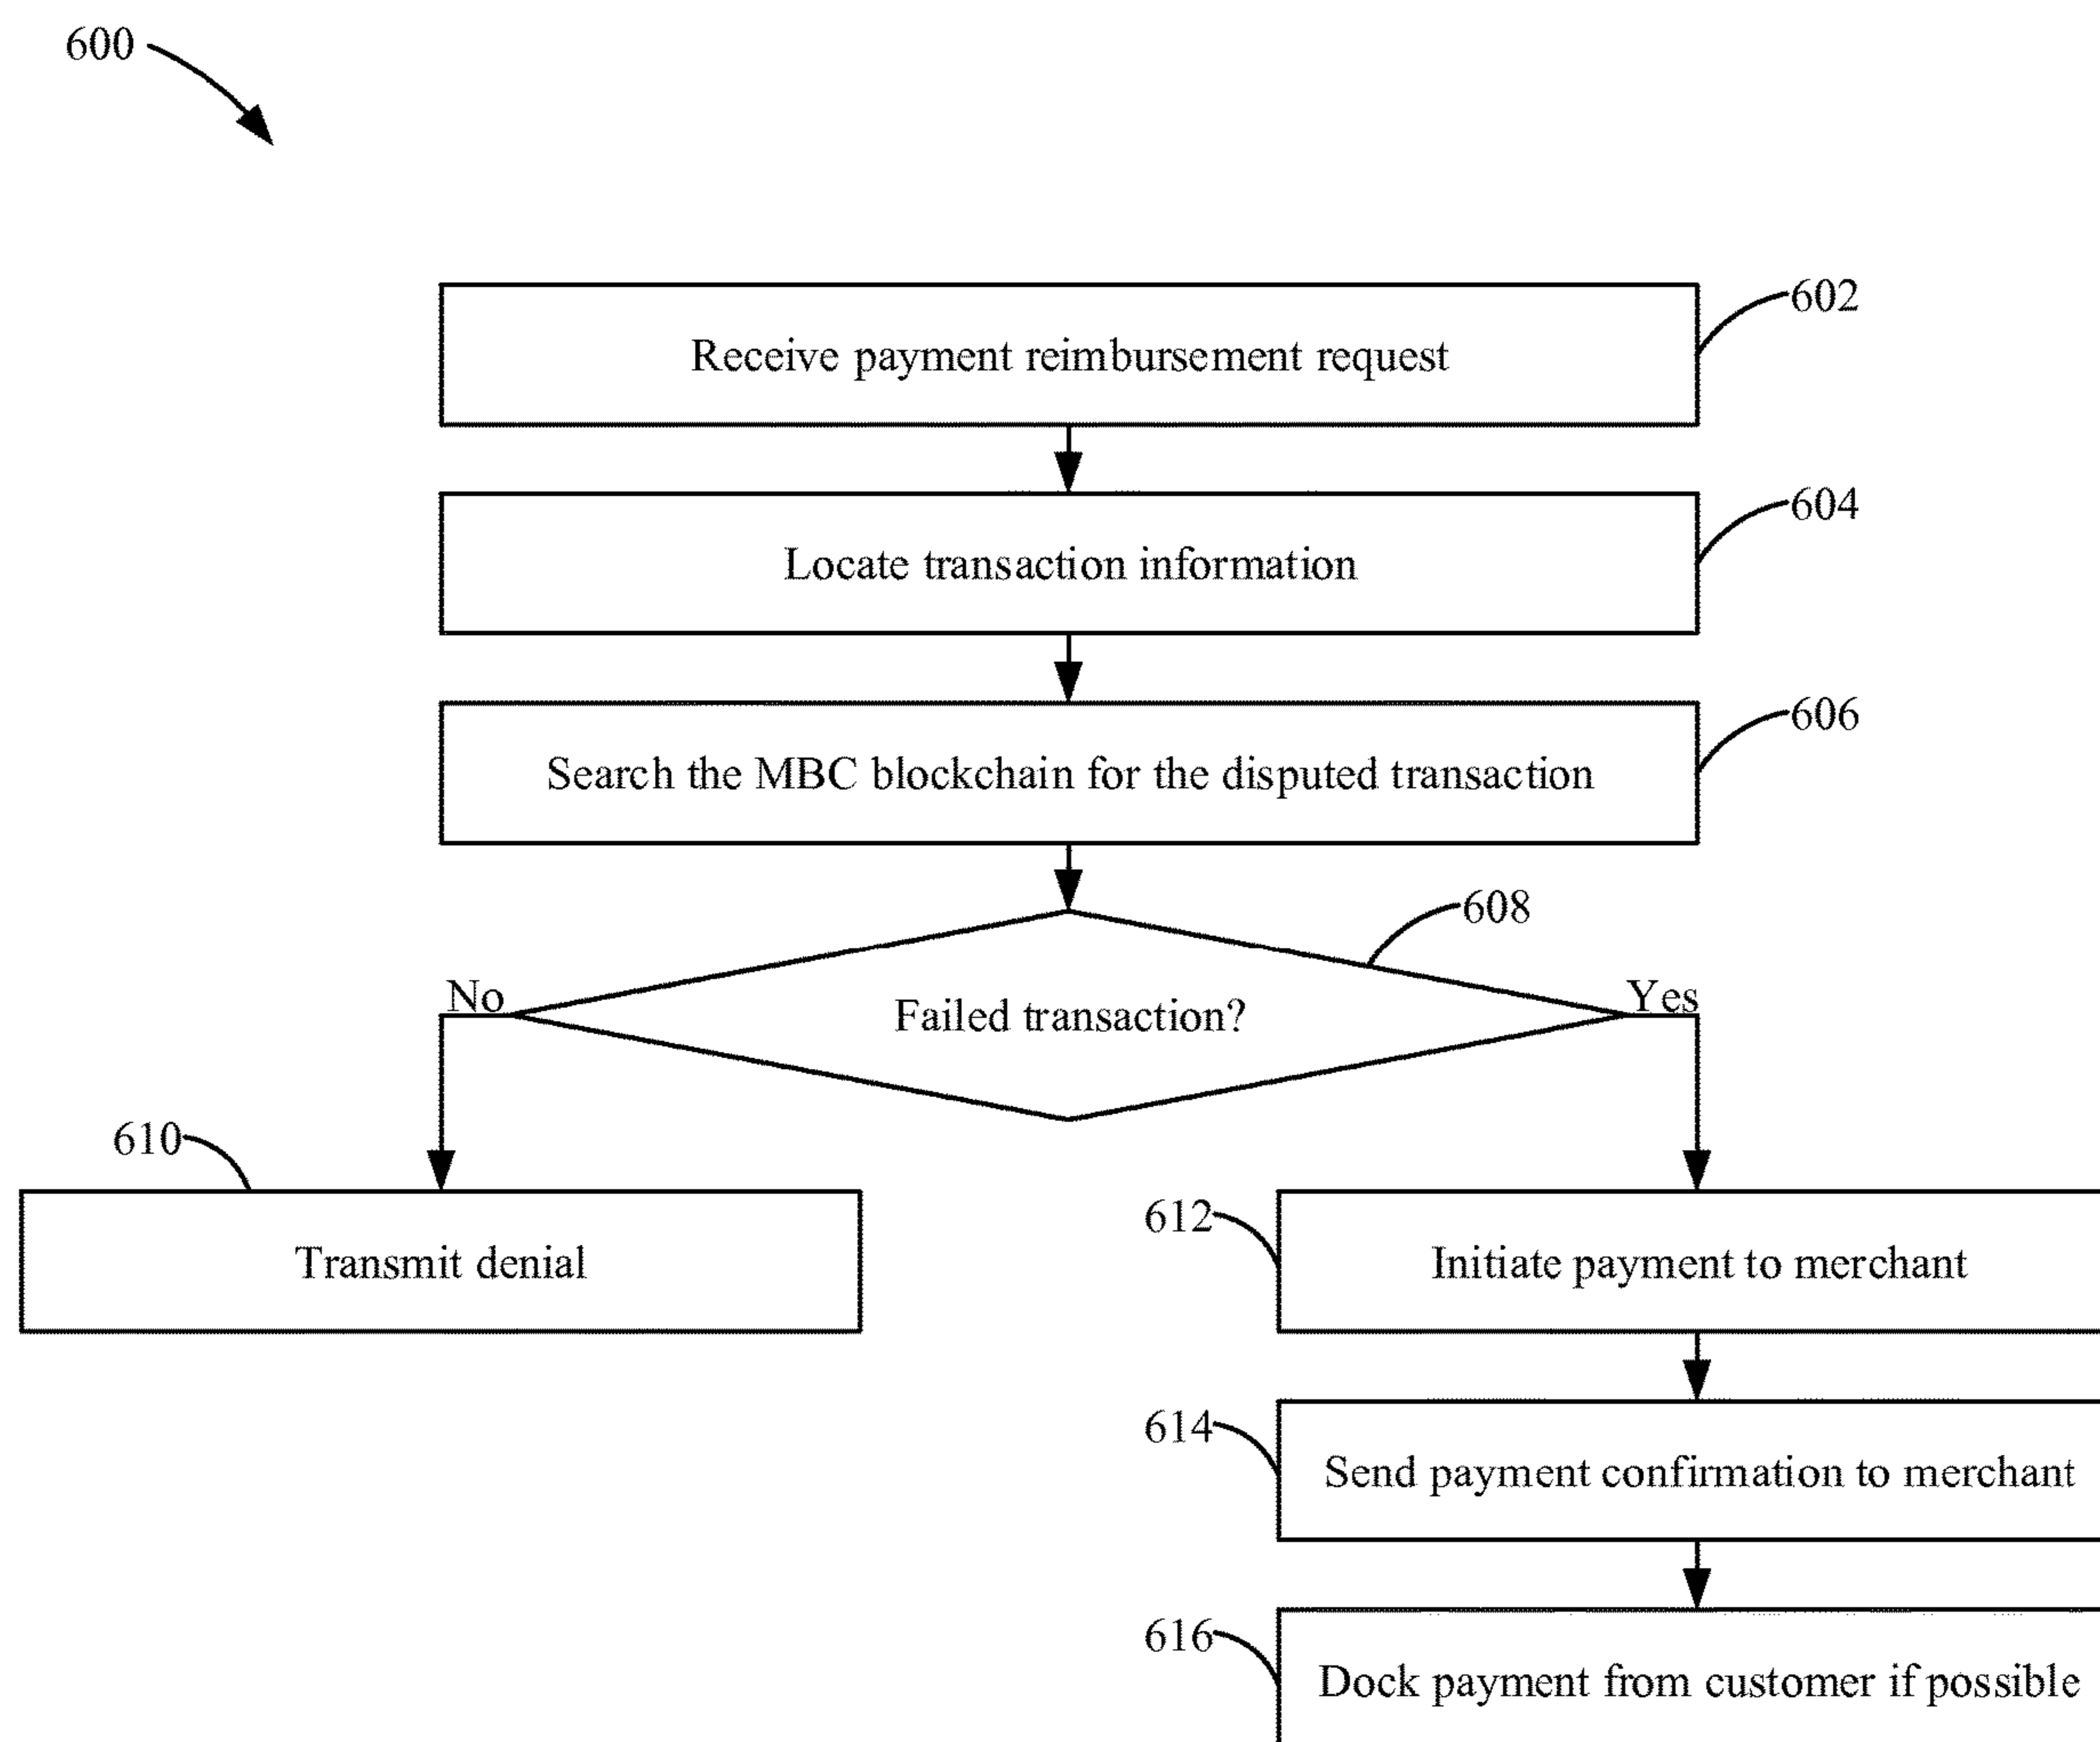 600
Receive payment reimbursement request
602
Locate transaction information
604
Search the MBC blockchain for the disputed transaction
606
608
No
Failed transaction?
Yes
610
Transmit denial
612
Initiate payment to merchant
614
Send payment confirmation to merchant
616
Dock payment from customer if possible